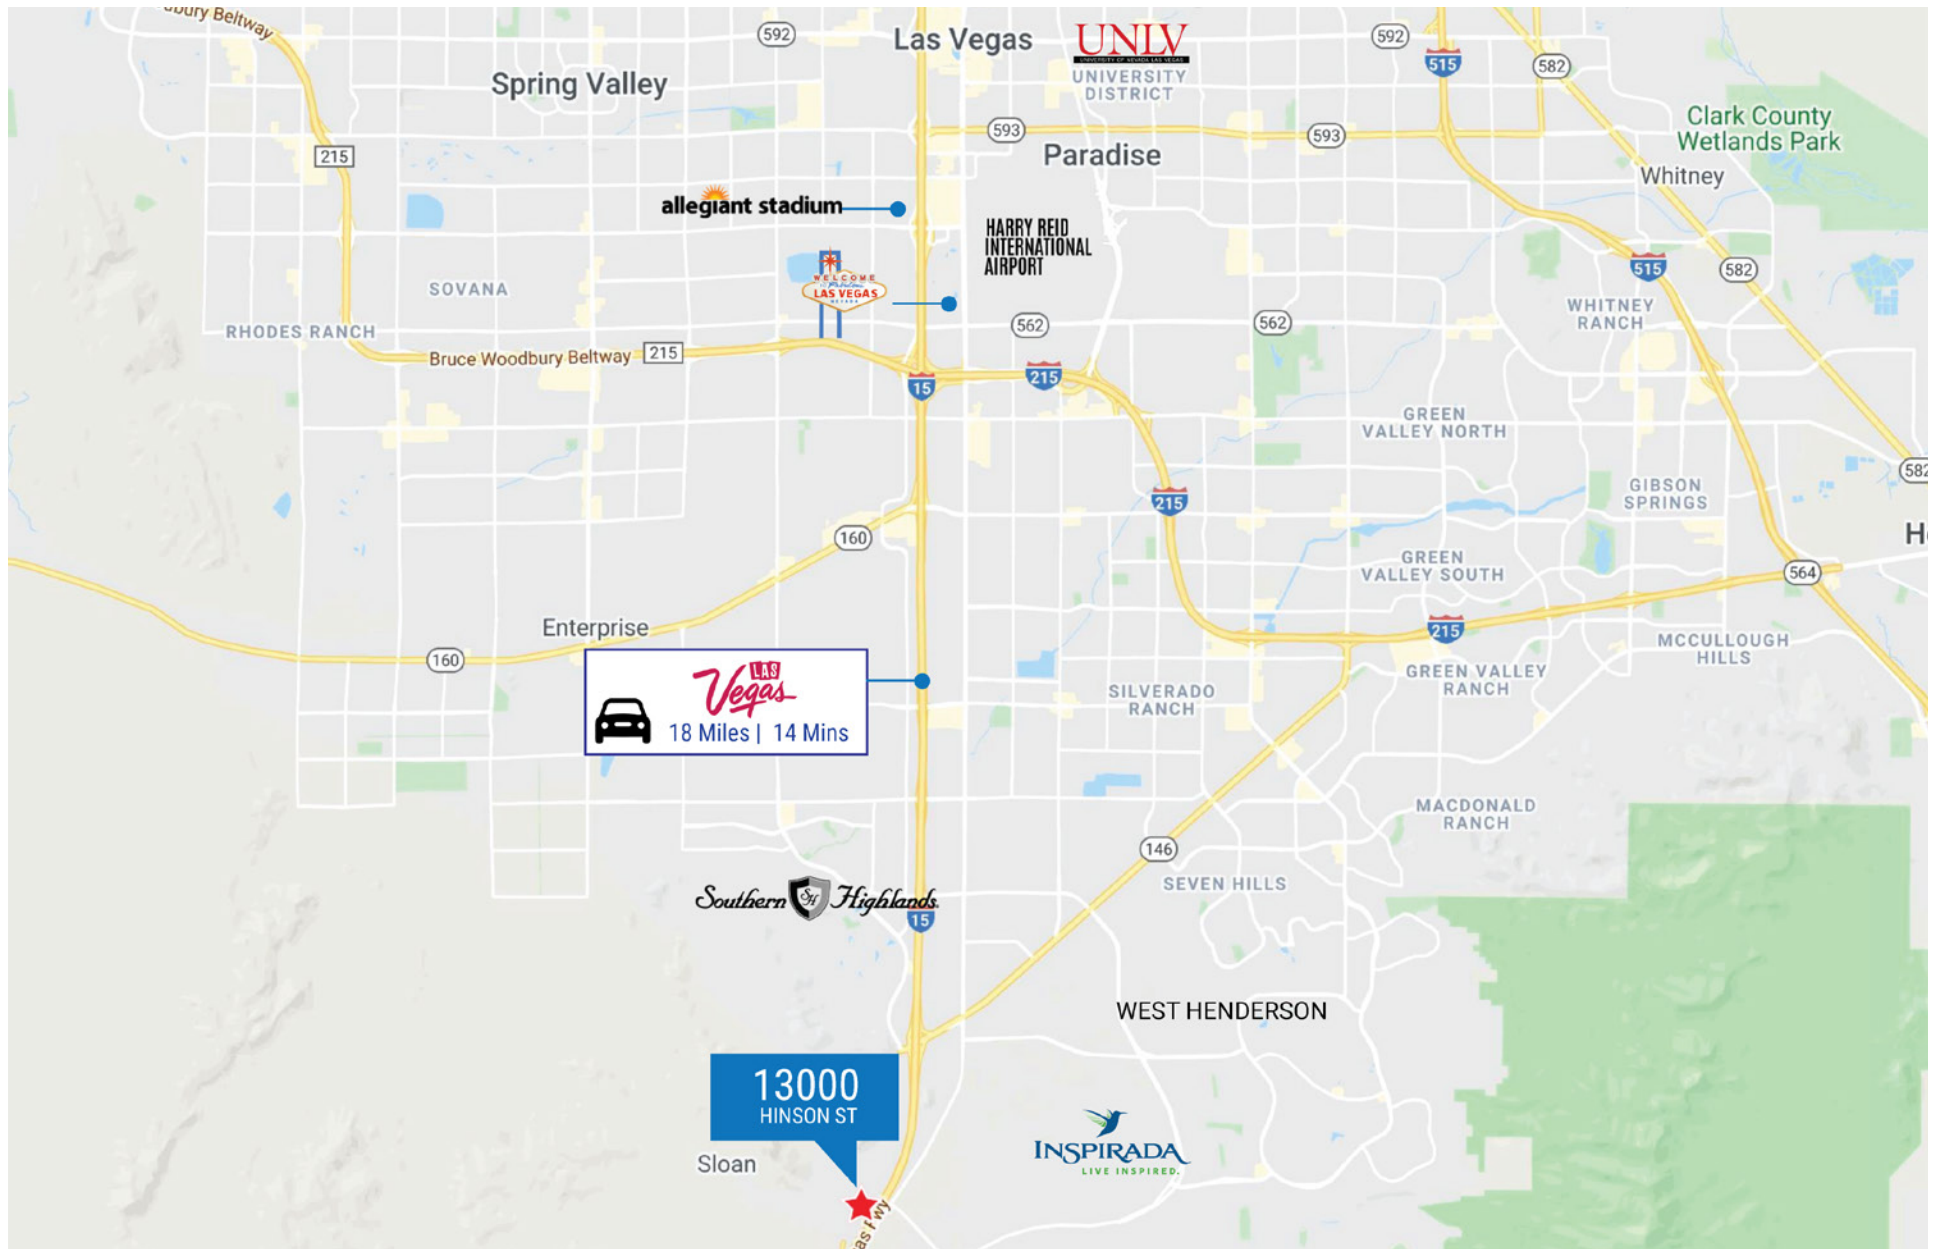 dbury Beltway
592
Las Vegas
UNLV
UNIVERSITY OF NEVADA LAS VEGAS
UNIVERSITY
DISTRICT
592
515
582
Spring Valley
Clark County
Wetlands Park
593
593
215
Paradise
Whitney
allegiant stadium
HARRY REID
INTERNATIONAL
AIRPORT
515
582
SOVANA
WELCOME
LAS VEGAS
NEVADA
WHITNEY
RANCH
RHODES RANCH
562
562
Bruce Woodbury Beltway
215
15
215
GREEN
VALLEY NORTH
582
215
GIBSON
SPRINGS
160
H
GREEN
VALLEY SOUTH
564
Enterprise
215
160
MCCULLOUGH
HILLS
LAS
Vegas
18 Miles | 14 Mins
GREEN VALLEY
RANCH
SILVERADO
RANCH
MACDONALD
RANCH
146
SEVEN HILLS
Southern SH Highlands
15
WEST HENDERSON
13000
HINSON ST
INSPIRADA
LIVE INSPIRED.
Sloan
as Fwy